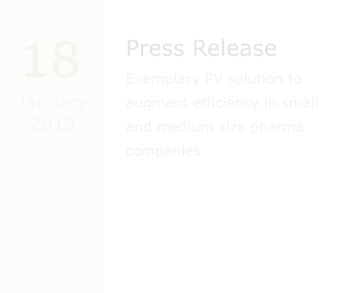 18
January
2019
Press Release
Exemplary PV solution to
augment efficiency in small
and medium size pharma
companies